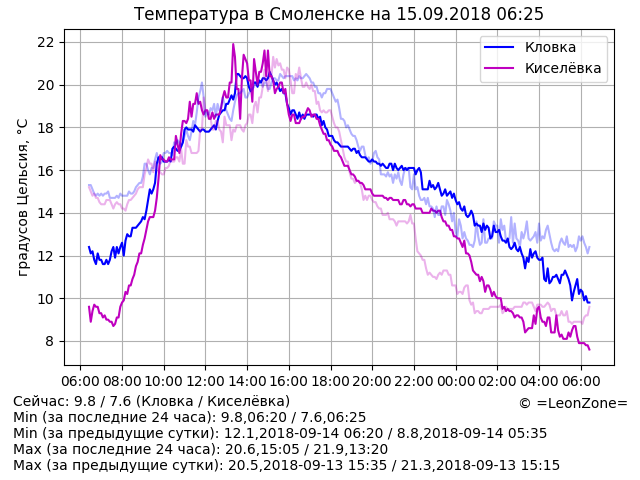 Температура в Смоленске на 15.09.2018 06:25
градусов Цельсия, °C
22
20
18
16
14
12
10
8
Кловка
Киселёвка
06:00 08:00 10:00 12:00 14:00 16:00 18:00 20:00 22:00 00:00 02:00 04:00 06:00
Сейчас: 9.8 / 7.6 (Кловка / Киселёвка)
© =LeonZone=
Min (за последние 24 часа): 9.8,06:20 / 7.6,06:25
Min (за предыдущие сутки): 12.1,2018-09-14 06:20 / 8.8,2018-09-14 05:35
Max (за последние 24 часа): 20.6,15:05 / 21.9,13:20
Max (за предыдущие сутки): 20.5,2018-09-13 15:35 / 21.3,2018-09-13 15:15